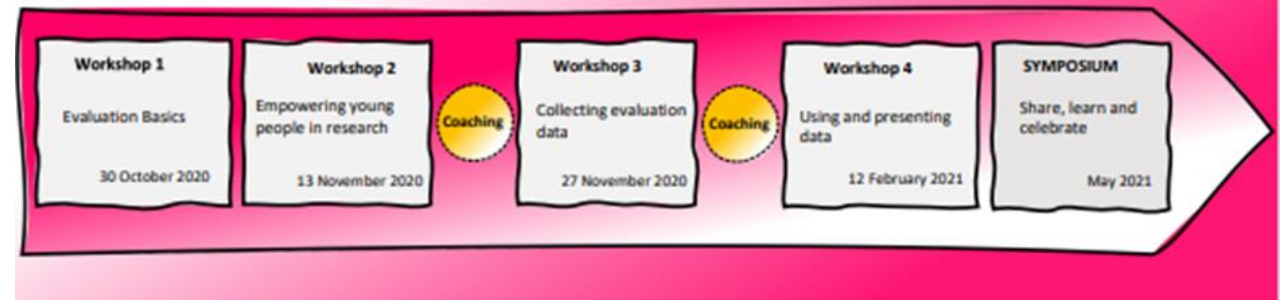 Workshop 1
Evaluation Basics
30 October 2020
Workshop 2
Empowering young
people in research
13 November 2020
Coaching
Workshop 3
Collecting evaluation
data
27 November 2020
Coaching
Workshop 4
Using and presenting
data
12 February 2021
SYMPOSIUM
Share, learn and
celebrate
May 2021